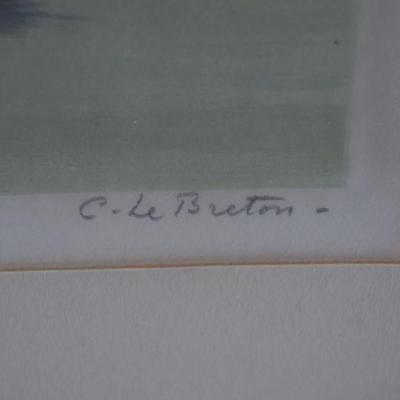 C. Le Breton -